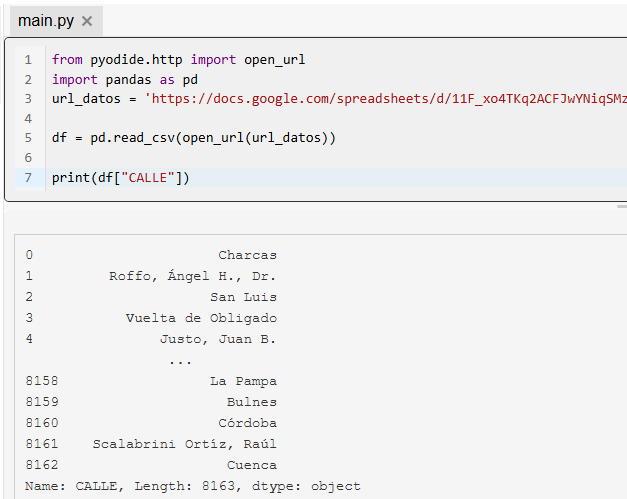 main.py ×
1 from pyodide.http import open_url
2 import pandas as pd
3 url_datos = 'https://docs.google.com/spreadsheets/d/11F_xo4TKq2ACFJwYNiqSMz
4
5 df = pd.read_csv(open_url(url_datos))
6
7 print(df["CALLE"])
0 Charcas
1 Roffo, Ángel H., Dr.
2 San Luis
3 Vuelta de Obligado
4 Justo, Juan B.
...
8158 La Pampa
8159 Bulnes
8160 Córdoba
8161 Scalabrini Ortíz, Raúl
8162 Cuenca
Name: CALLE, Length: 8163, dtype: object